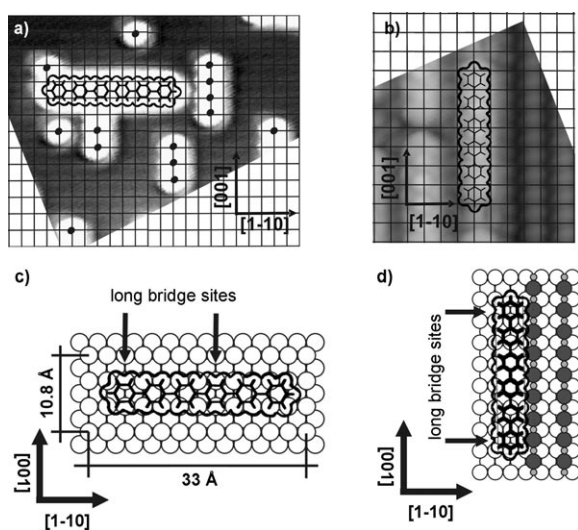 a)
[001]
[1-10]
b)
[001]
[1-10]
c)
long bridge sites
10.8 Å
33 Å
[001]
[1-10]
d)
long bridge sites
[001]
[1-10]